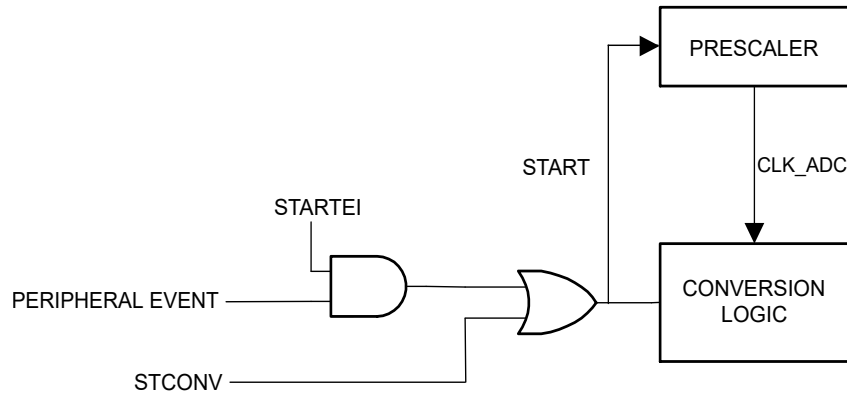 PRESCALER
START
CLK_ADC
STARTEI
PERIPHERAL EVENT
CONVERSION
LOGIC
STCONV